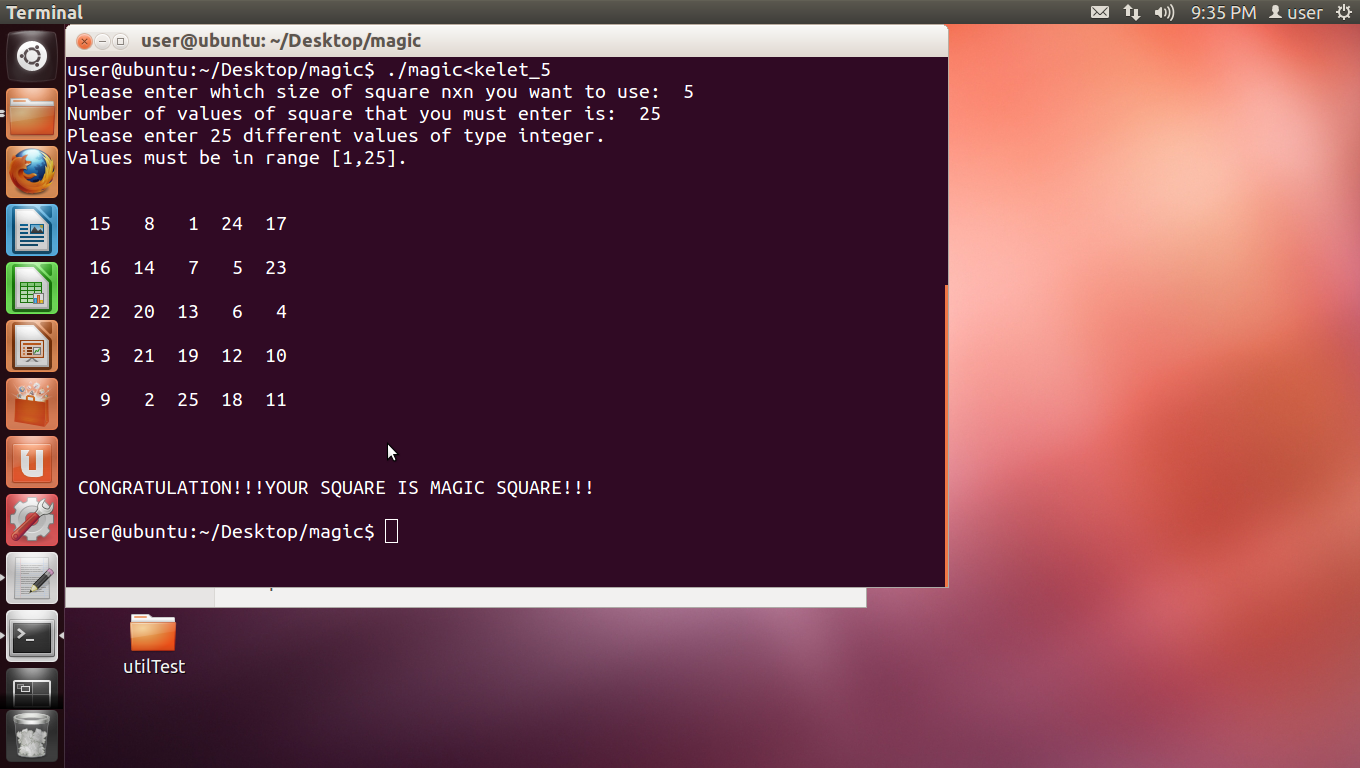 Terminal
9:35 PM user
user@ubuntu: ~/Desktop/magic
user@ubuntu:~/Desktop/magic$ ./magic<kelet_5
Please enter which size of square nxn you want to use:  5
Number of values of square that you must enter is:  25
Please enter 25 different values of type integer.
Values must be in range [1,25].
15   8   1  24  17
16  14   7   5  23
22  20  13   6   4
3  21  19  12  10
9   2  25  18  11
CONGRATULATION!!!YOUR SQUARE IS MAGIC SQUARE!!!
user@ubuntu:~/Desktop/magic$
utilTest